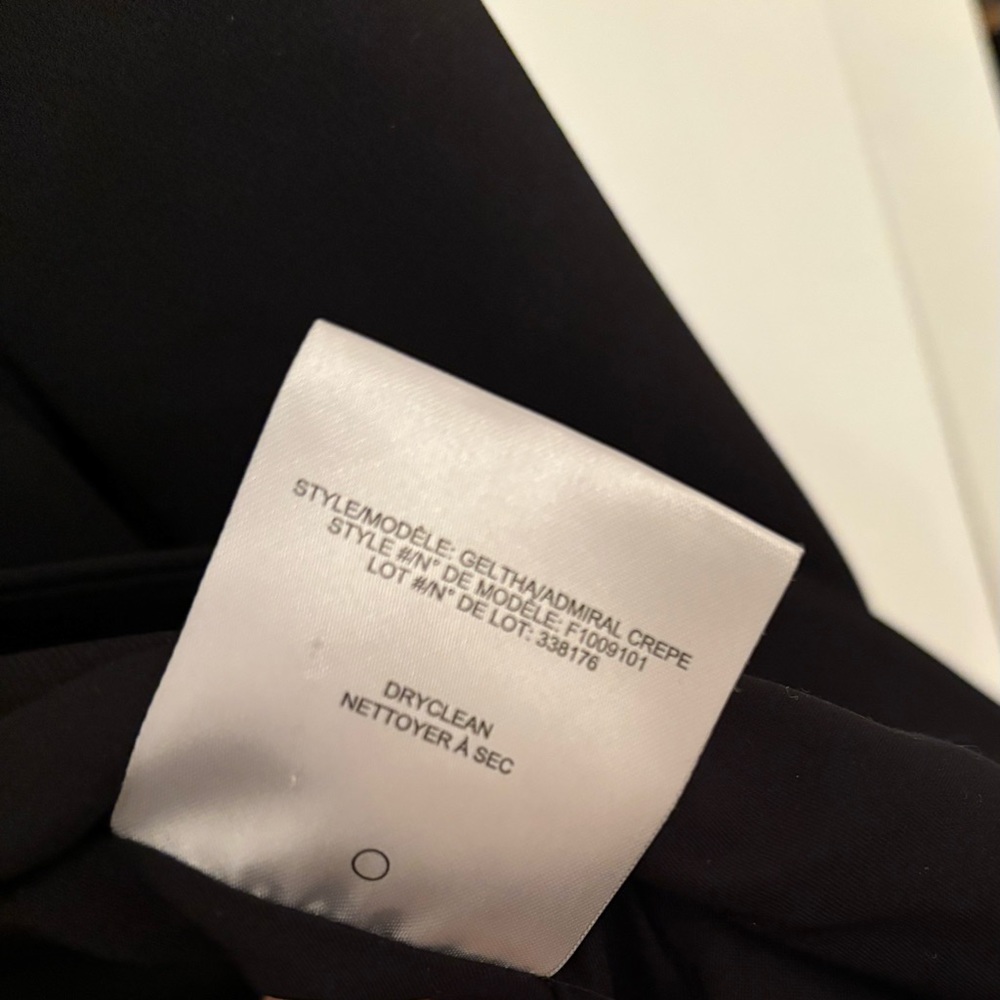 STYLE/MODÈLE: GELTHA/ADMIRAL CREPE
STYLE #/N° DE MODÈLE: F1009101
LOT #/N° DE LOT: 338176
DRYCLEAN
NETTOYER À SEC